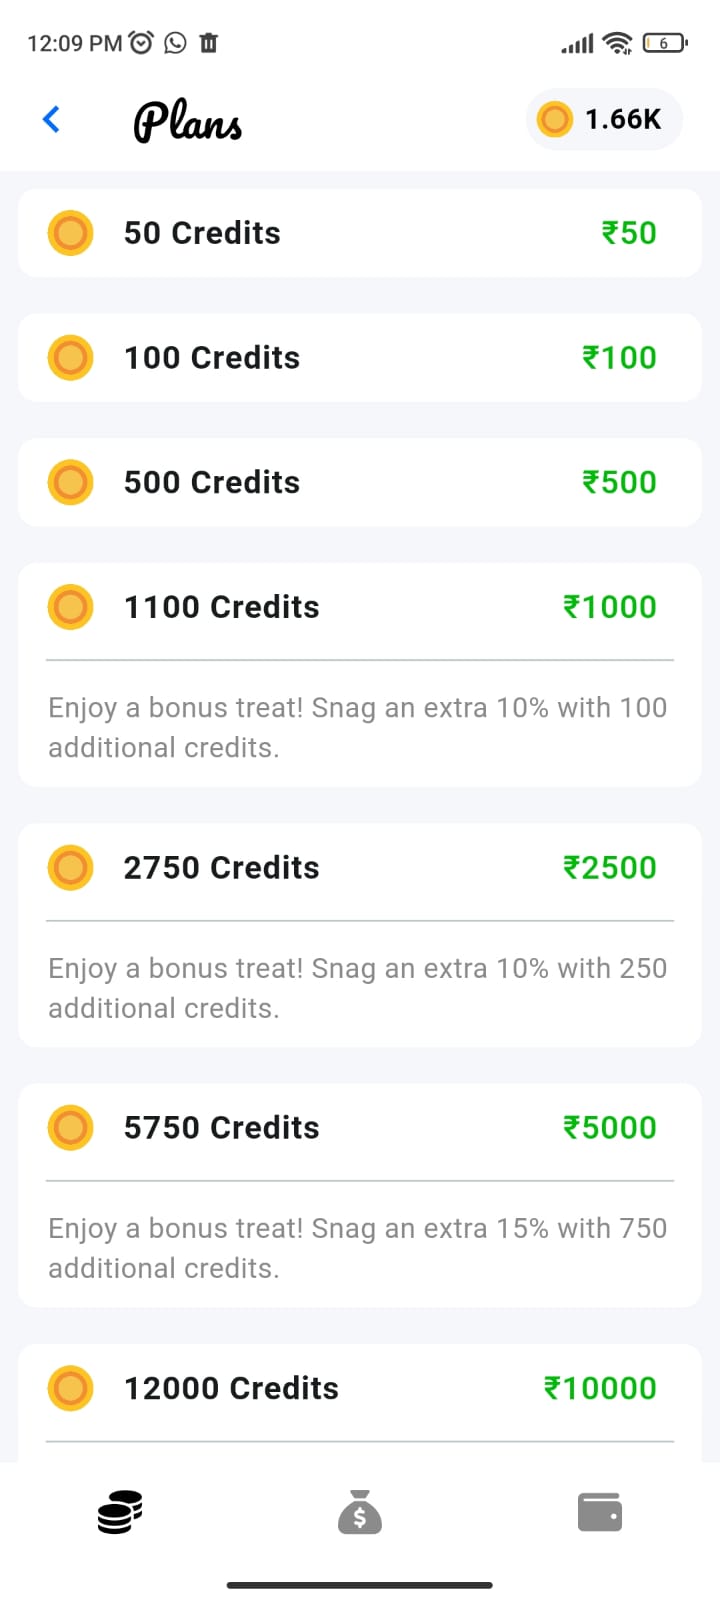 12:09 PM
6
Plans
1.66K
50 Credits ₹50
100 Credits ₹100
500 Credits ₹500
1100 Credits ₹1000
Enjoy a bonus treat! Snag an extra 10% with 100
additional credits.
2750 Credits ₹2500
Enjoy a bonus treat! Snag an extra 10% with 250
additional credits.
5750 Credits ₹5000
Enjoy a bonus treat! Snag an extra 15% with 750
additional credits.
12000 Credits ₹10000
$